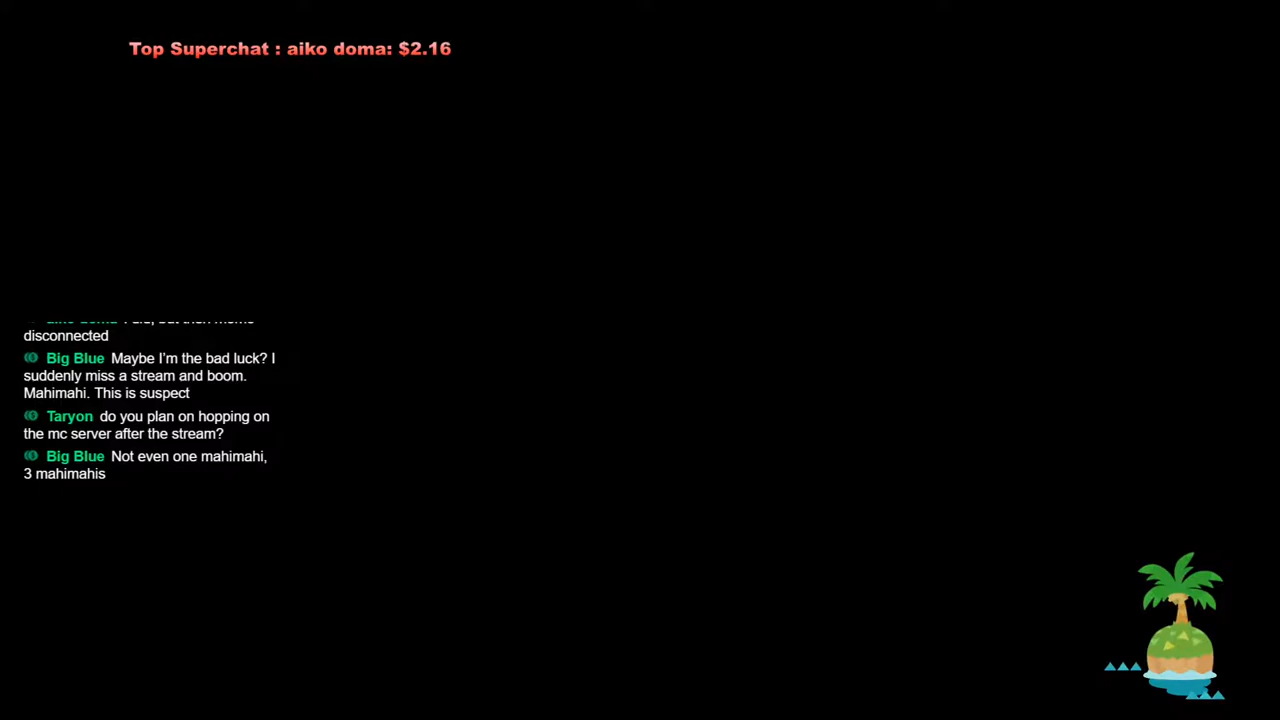 Top Superchat : aiko doma: $2.16
disconnected
Big Blue Maybe I'm the bad luck? I
suddenly miss a stream and boom.
Mahimahi. This is suspect
Taryon do you plan on hopping on
the mc server after the stream?
Big Blue Not even one mahimahi,
3 mahimahis